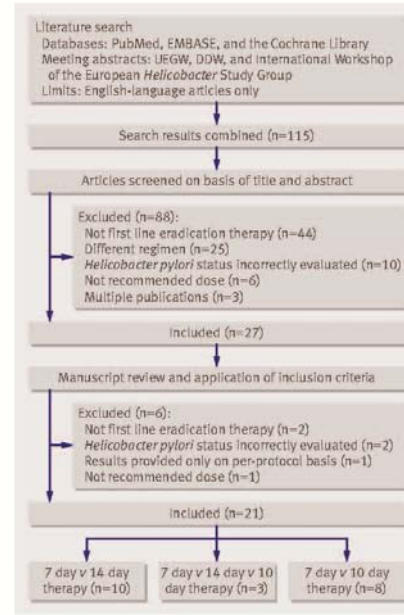 Literature search
Databases: PubMed, EMBASE, and the Cochrane Library
Meeting abstracts: UEGW, DDW, and International Workshop
of the European Helicobacter Study Group
Limits: English-language articles only
Search results combined (n=115)
Articles screened on basis of title and abstract
Excluded (n=88):
Not first line eradication therapy (n=44)
Different regimen (n=25)
Helicobacter pylori status incorrectly evaluated (n=10)
Not recommended dose (n=6)
Multiple publications (n=3)
Included (n=27)
Manuscript review and application of inclusion criteria
Excluded (n=6):
Not first line eradication therapy (n=2)
Helicobacter pylori status incorrectly evaluated (n=2)
Results provided only on per-protocol basis (n=1)
Not recommended dose (n=1)
Included (n=21)
7 day v 14 day
therapy (n=10)
7 day v 14 day v 10
day therapy (n=3)
7 day v 10 day
therapy (n=8)